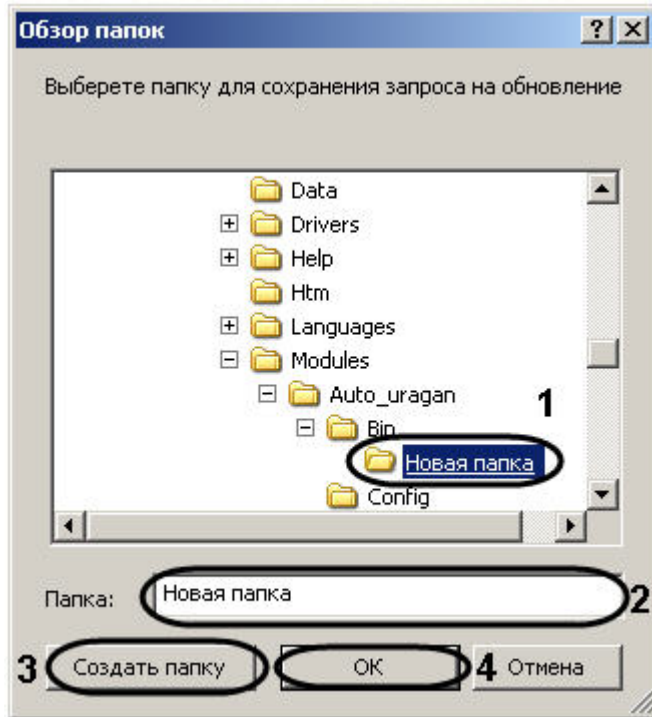 Обзор папок
Выберете папку для сохранения запроса на обновление
Data
Drivers
Help
Htm
Languages
Modules
Auto_uragan
1
Bin
Новая папка
Config
Папка: Новая папка 2
3 Создать папку ОК 4 Отмена